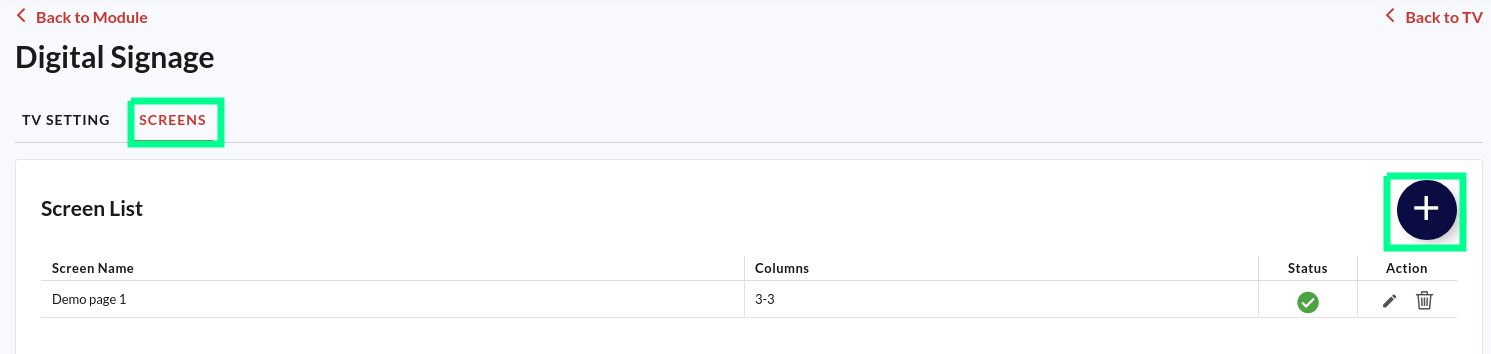 Back to Module
Back to TV
Digital Signage
TV SETTING
SCREENS
Screen List
Screen Name
Columns
Status
Action
Demo page 1
3-3